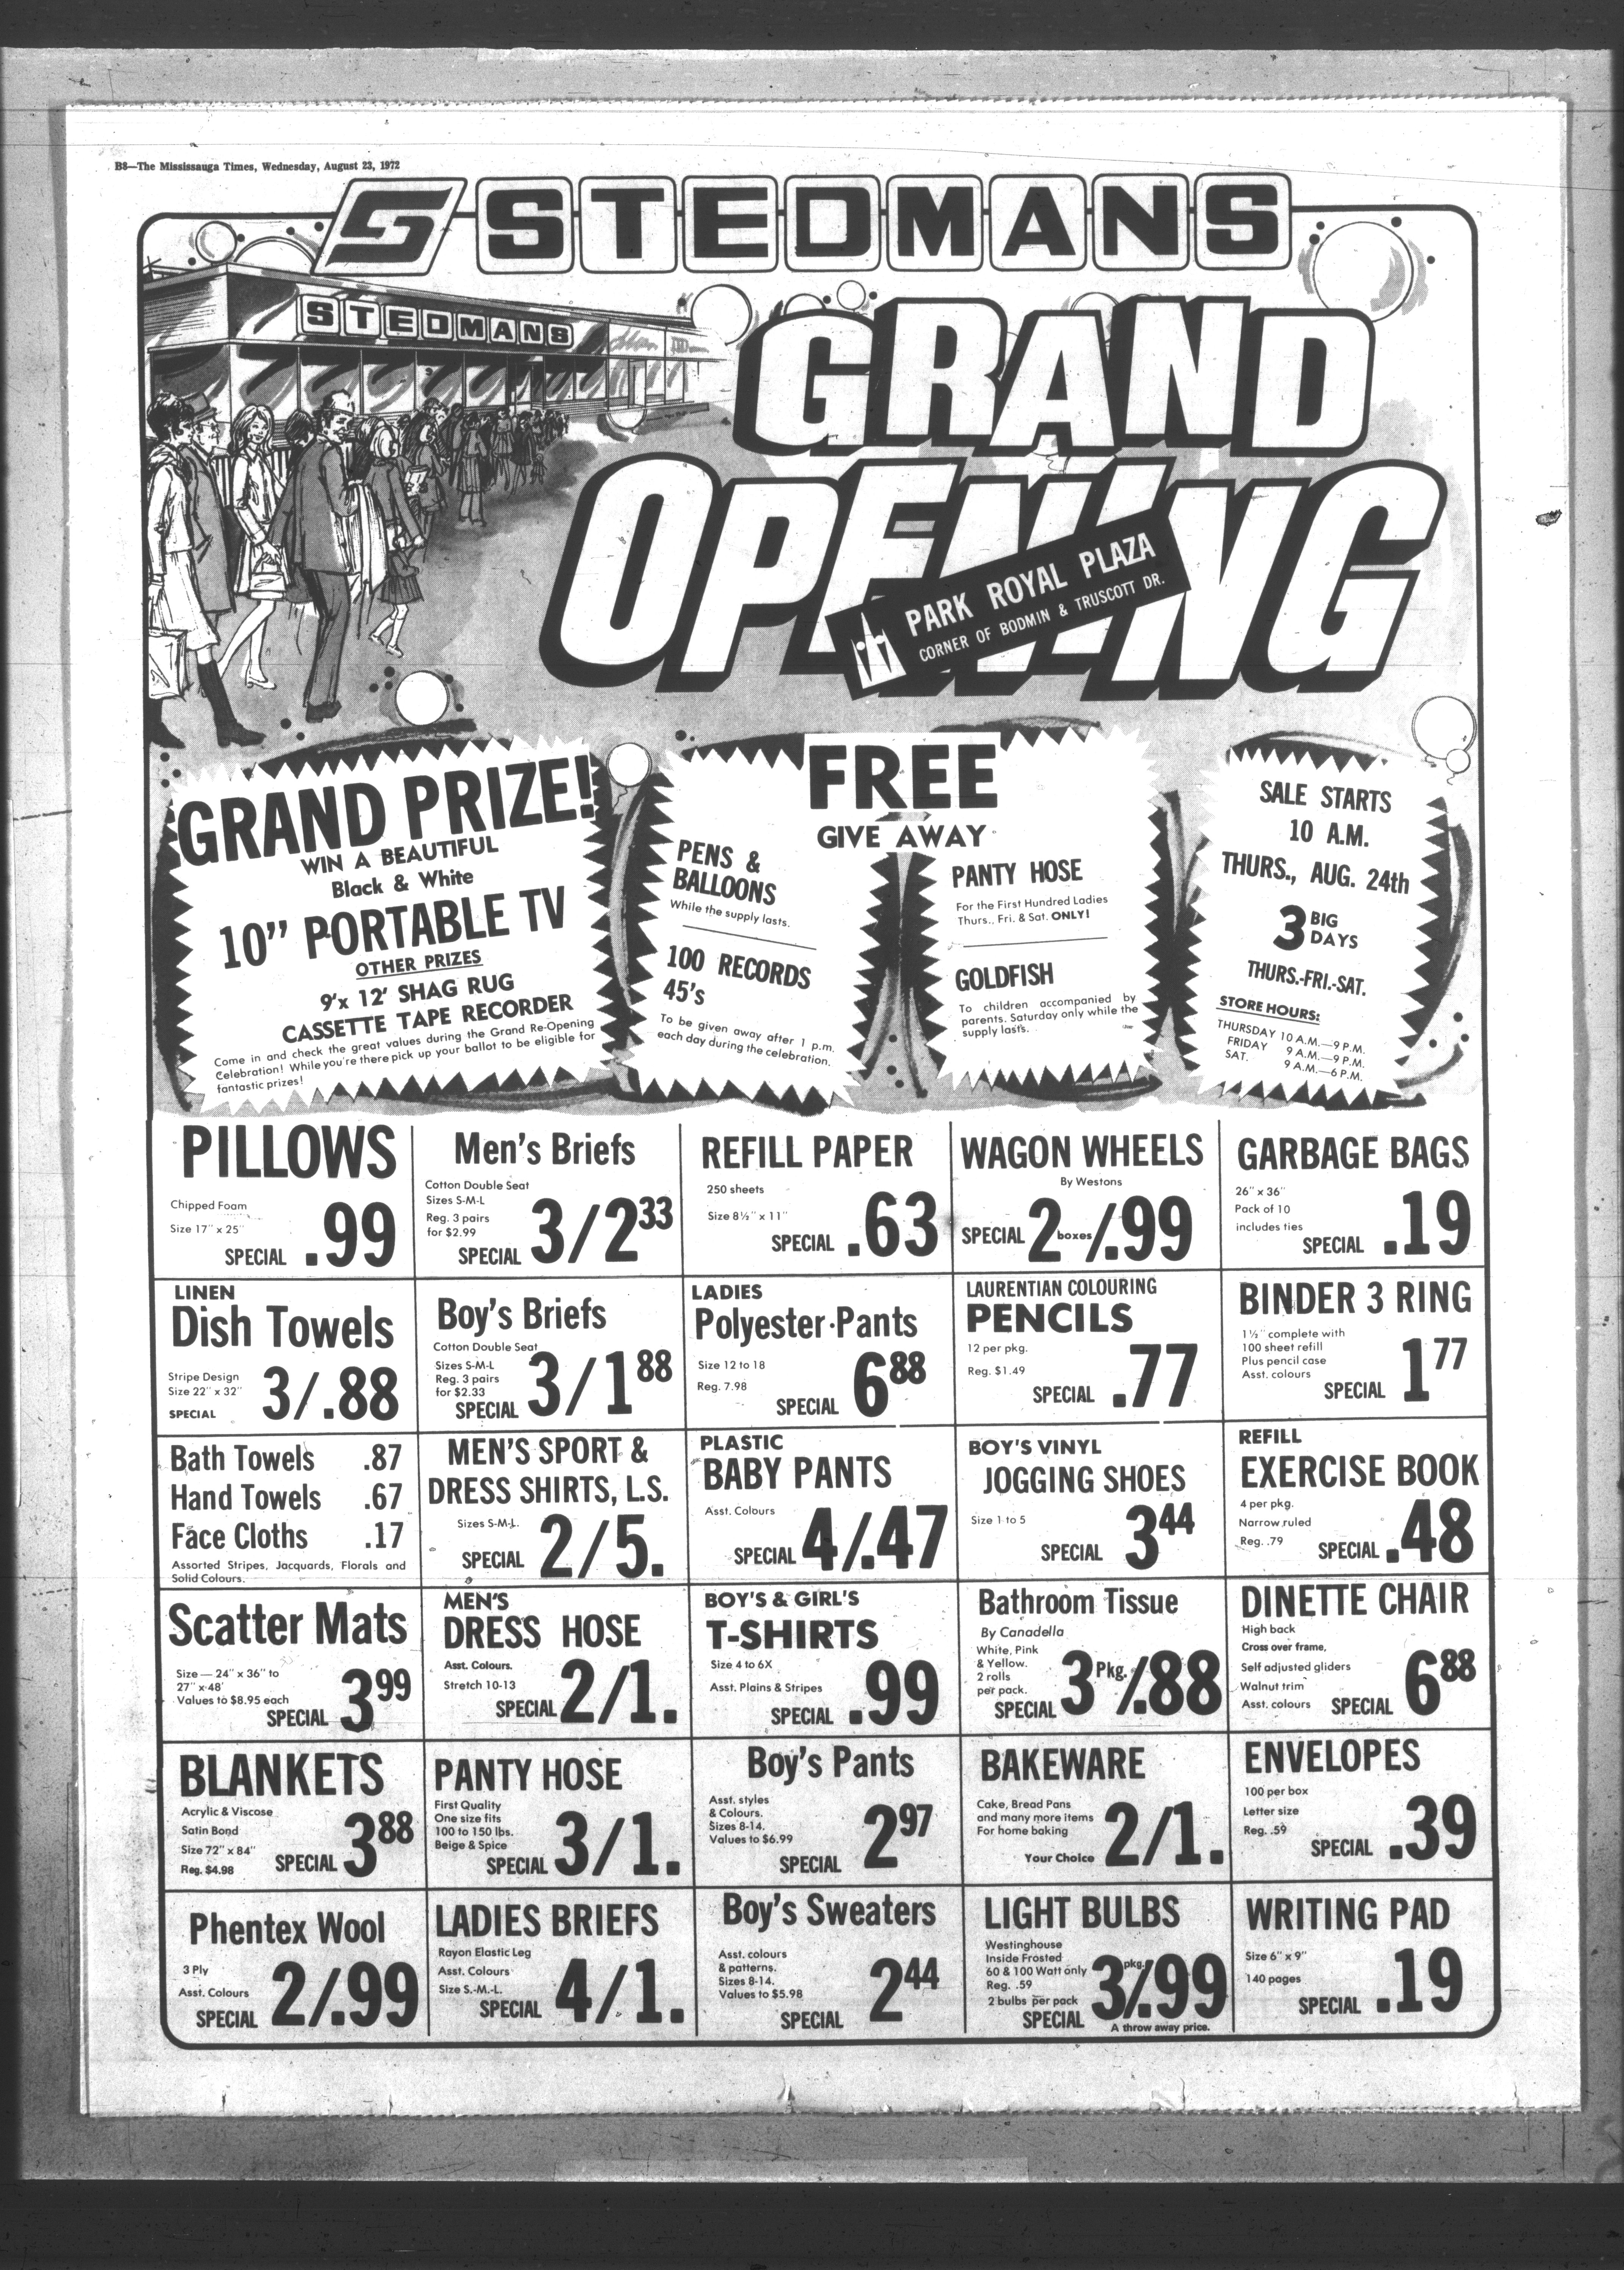 B8—The Mississauga Times, Wednesday, August 23, 1972
S STEDMANS
STEDMANS
GRAND
OPENING
PARK ROYAL PLAZA
CORNER OF BODMIN & TRUSCOTT DR.
GRAND PRIZE!
WIN A BEAUTIFUL
Black & White
10" PORTABLE TV
OTHER PRIZES
9'x 12' SHAG RUG
CASSETTE TAPE RECORDER
Come in and check the great values during the Grand Re-Opening
Celebration! While you're there pick up your ballot to be eligible for
fantastic prizes!
FREE
GIVE AWAY
PENS &
BALLOONS
While the supply lasts.
100 RECORDS
45's
To be given away after 1 p.m.
each day during the celebration.
PANTY HOSE
For the First Hundred Ladies
Thurs., Fri. & Sat. ONLY!
GOLDFISH
To children accompanied by
parents. Saturday only while the
supply lasts.
SALE STARTS
10 A.M.
THURS., AUG. 24th
3 BIG
DAYS
THURS.-FRI.-SAT.
STORE HOURS:
THURSDAY 10 A.M.—9 P.M.
FRIDAY 9 A.M.—9 P.M.
SAT. 9 A.M.—6 P.M.
PILLOWS
Chipped Foam
Size 17" x 25"
SPECIAL .99
Men's Briefs
Cotton Double Seat
Sizes S-M-L
Reg. 3 pairs
for $2.99
SPECIAL 3/2 33
REFILL PAPER
250 sheets
Size 8½" x 11"
SPECIAL .63
WAGON WHEELS
By Westons
SPECIAL 2 boxes/.99
GARBAGE BAGS
26" x 36"
Pack of 10
includes ties
SPECIAL .19
LINEN
Dish Towels
Stripe Design
Size 22" x 32"
SPECIAL 3/.88
Boy's Briefs
Cotton Double Seat
Sizes S-M-L
Reg. 3 pairs
for $2.33
SPECIAL 3/1 88
LADIES
Polyester Pants
Size 12 to 18
Reg. 7.98
SPECIAL 6 88
LAURENTIAN COLOURING
PENCILS
12 per pkg.
Reg. $1.49
SPECIAL .77
BINDER 3 RING
1½" complete with
100 sheet refill
Plus pencil case
Asst. colours
SPECIAL 1 77
Bath Towels .87
Hand Towels .67
Face Cloths .17
Assorted Stripes, Jacquards, Florals and
Solid Colours.
MEN'S SPORT &
DRESS SHIRTS, L.S.
Sizes S-M-L.
SPECIAL 2/5.
PLASTIC
BABY PANTS
Asst. Colours
SPECIAL 4/.47
BOY'S VINYL
JOGGING SHOES
Size 1 to 5
SPECIAL 3 44
REFILL
EXERCISE BOOK
4 per pkg.
Narrow ruled
Reg. .79
SPECIAL .48
Scatter Mats
Size — 24" x 36" to
27" x 48'
Values to $8.95 each
SPECIAL 3 99
MEN'S
DRESS HOSE
Asst. Colours.
Stretch 10-13
SPECIAL 2/1.
BOY'S & GIRL'S
T-SHIRTS
Size 4 to 6X
Asst. Plains & Stripes
SPECIAL .99
Bathroom Tissue
By Canadella
White, Pink
& Yellow.
2 rolls
per pack.
SPECIAL 3 Pkg./.88
DINETTE CHAIR
High back
Cross over frame,
Self adjusted gliders
Walnut trim
Asst. colours
SPECIAL 6 88
BLANKETS
Acrylic & Viscose
Satin Bond
Size 72" x 84"
Reg. $4.98
SPECIAL 3 88
PANTY HOSE
First Quality
One size fits
100 to 150 lbs.
Beige & Spice
SPECIAL 3/1.
Boy's Pants
Asst. styles
& Colours.
Sizes 8-14.
Values to $6.99
SPECIAL 2 97
BAKEWARE
Cake, Bread Pans
and many more items
For home baking
Your Choice 2/1.
ENVELOPES
100 per box
Letter size
Reg. .59
SPECIAL .39
Phentex Wool
3 Ply
Asst. Colours
SPECIAL 2/.99
LADIES BRIEFS
Rayon Elastic Leg
Asst. Colours
Size S.-M.-L.
SPECIAL 4/1.
Boy's Sweaters
Asst. colours
& patterns.
Sizes 8-14.
Values to $5.98
SPECIAL 2 44
LIGHT BULBS
Westinghouse
Inside Frosted
60 & 100 Watt only
Reg. .59
2 bulbs per pack
SPECIAL 3 pkg./.99
A throw away price.
WRITING PAD
Size 6" x 9"
140 pages
SPECIAL .19